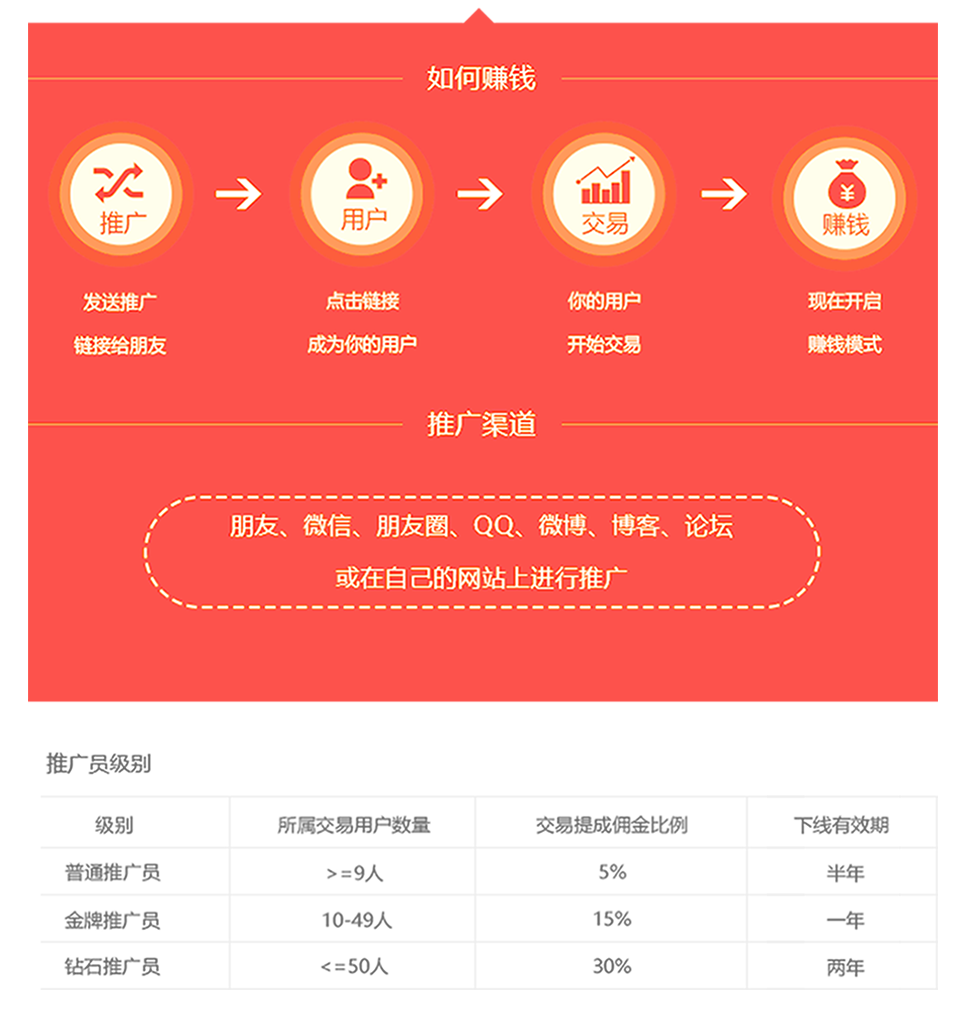 如何赚钱
推广
用户
交易
赚钱
发送推广
链接给朋友
点击链接
成为你的用户
你的用户
开始交易
现在开启
赚钱模式
推广渠道
朋友、微信、朋友圈、QQ、微博、博客、论坛
或在自己的网站上进行推广
推广员级别
级别 所属交易用户数量 交易提成佣金比例 下线有效期
普通推广员 >=9人 5% 半年
金牌推广员 10-49人 15% 一年
钻石推广员 <=50人 30% 两年